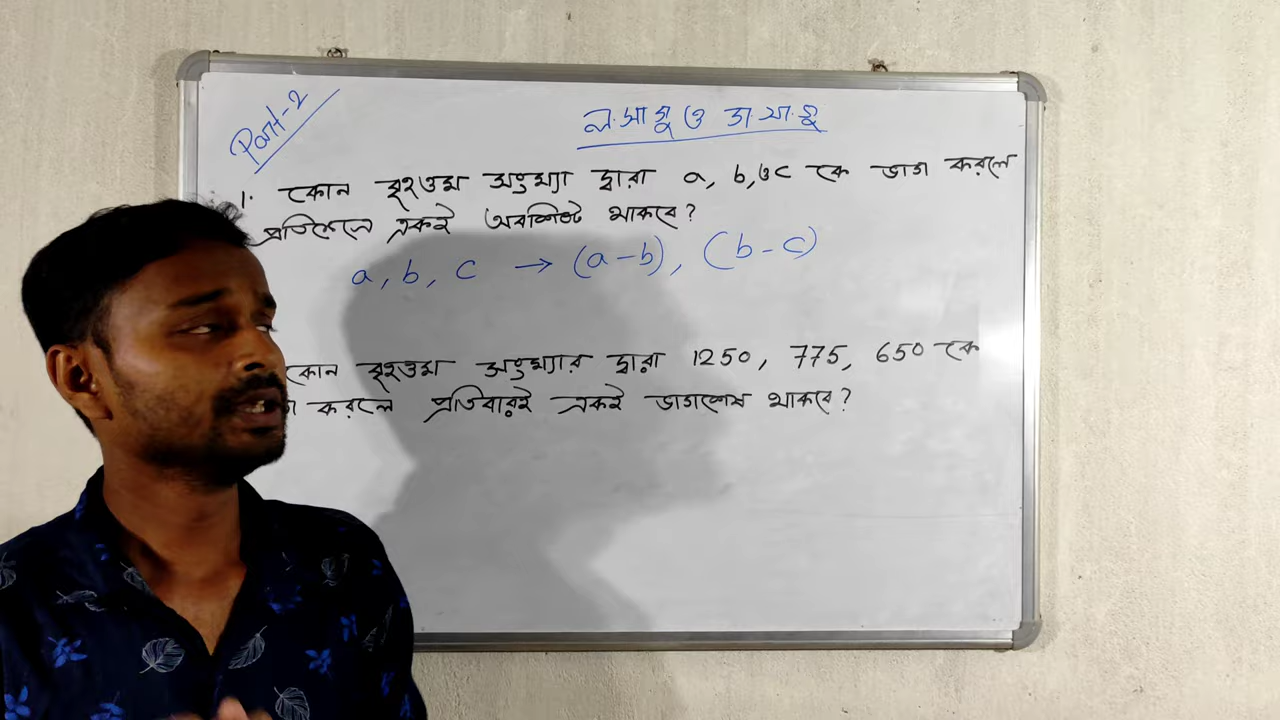 Part-2
ল.সা.গু ও গ.সা.গু
1. কোন বৃহত্তম সংখ্যা দ্বারা a, b, ও c কে ভাগ করলে
প্রতিক্ষেত্রে একই অবশিষ্ট থাকবে?
a, b, c → (a-b), (b-c)
কোন বৃহত্তম সংখ্যার দ্বারা 1250, 775, 650 কে
করলে প্রতিবারই একই ভাগশেষ থাকবে?